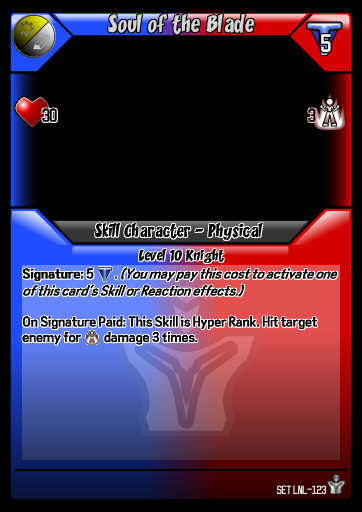 Soul of the Blade
5
30
3
Skill Character - Physical
Level 10 Knight
Signature: 5 . (You may pay this cost to activate one
of this card's Skill or Reaction effects.)
On Signature Paid: This Skill is Hyper Rank. Hit target
enemy for damage 3 times.
SET LNL-123